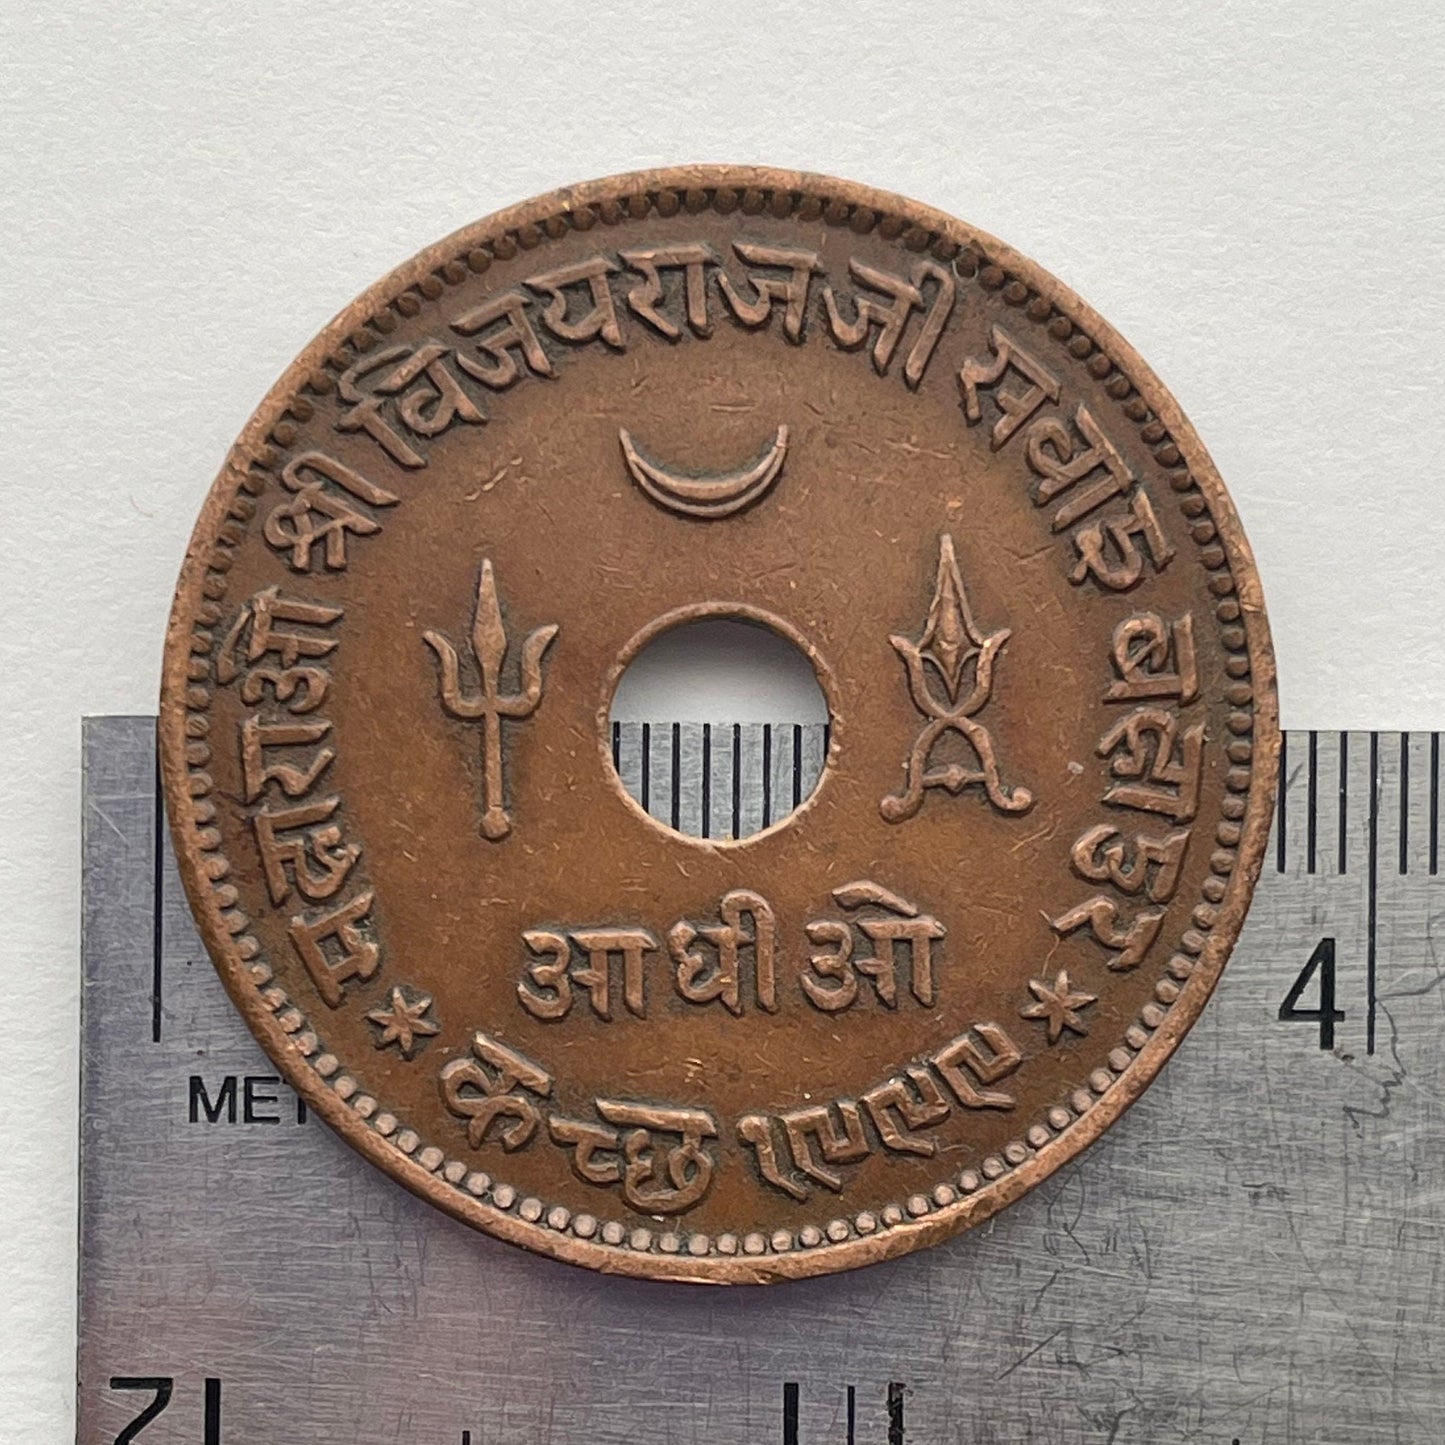 महाराओ श्री विजयराजजी सवाइ बहादुर
आधीओ
कच्छ १९९९
4
MET